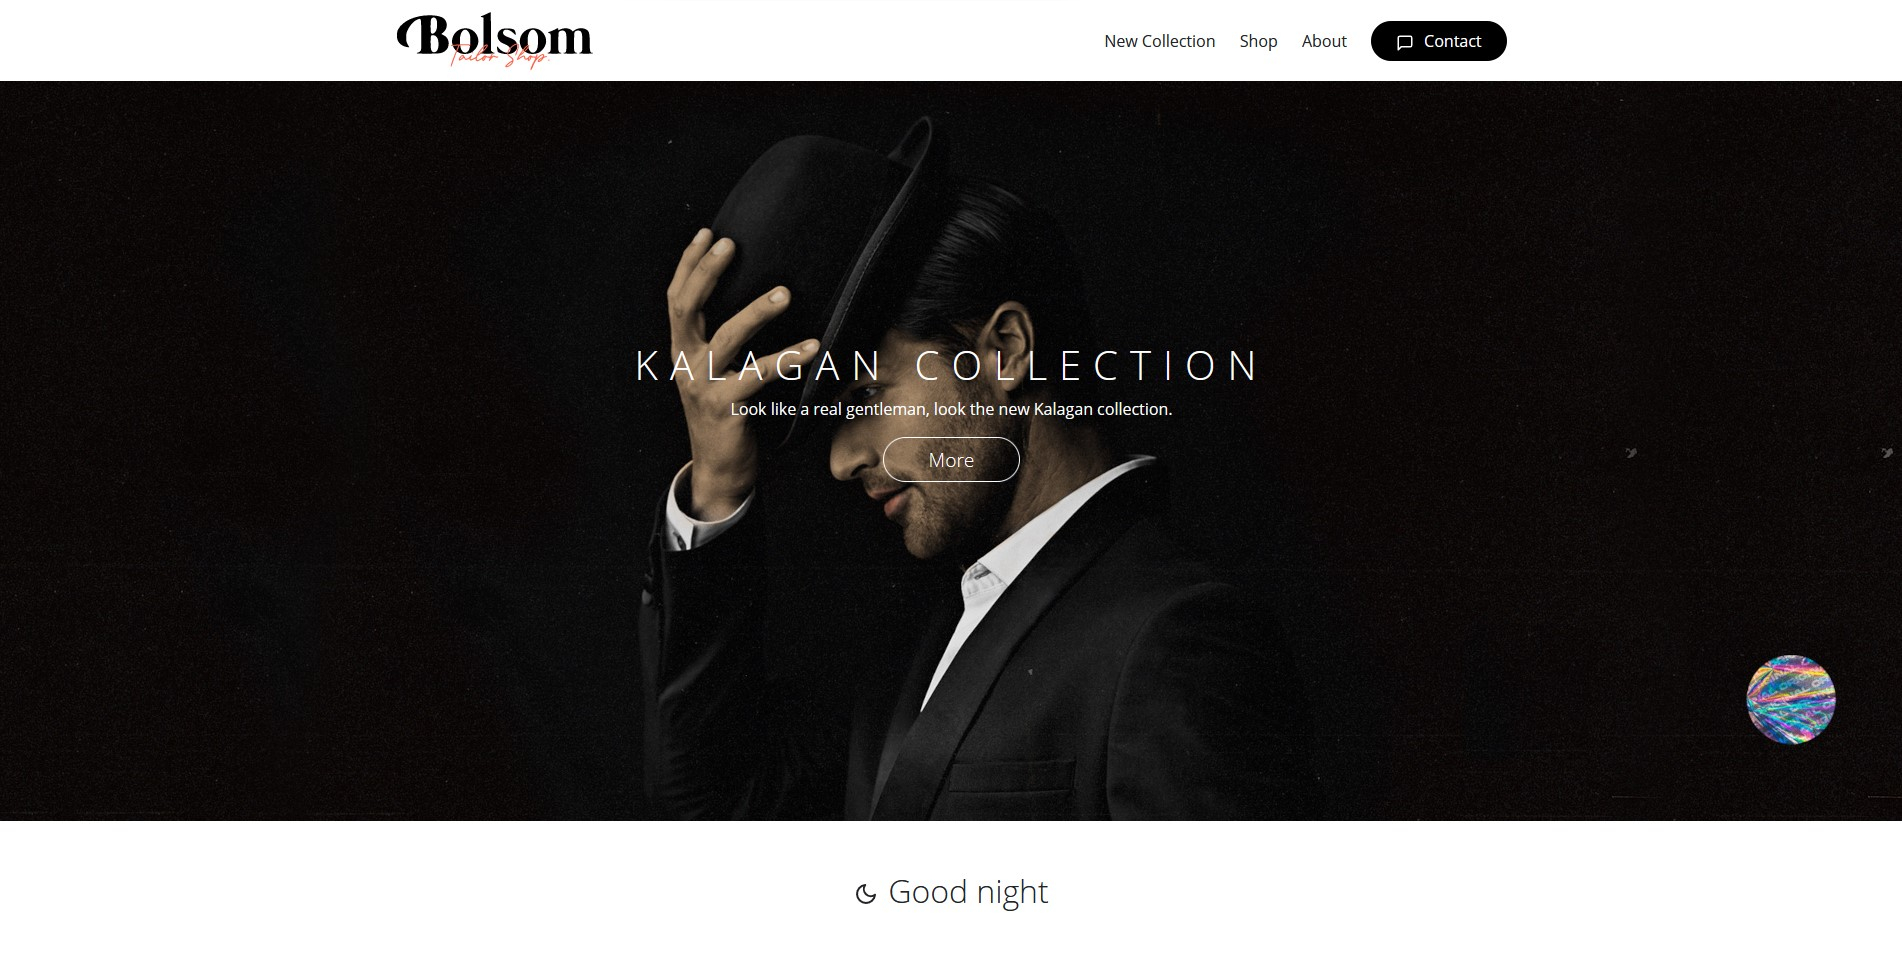 Bolsom
Tailor Shop.
New Collection
Shop
About
Contact
KALAGAN COLLECTION
Look like a real gentleman, look the new Kalagan collection.
More
Good night